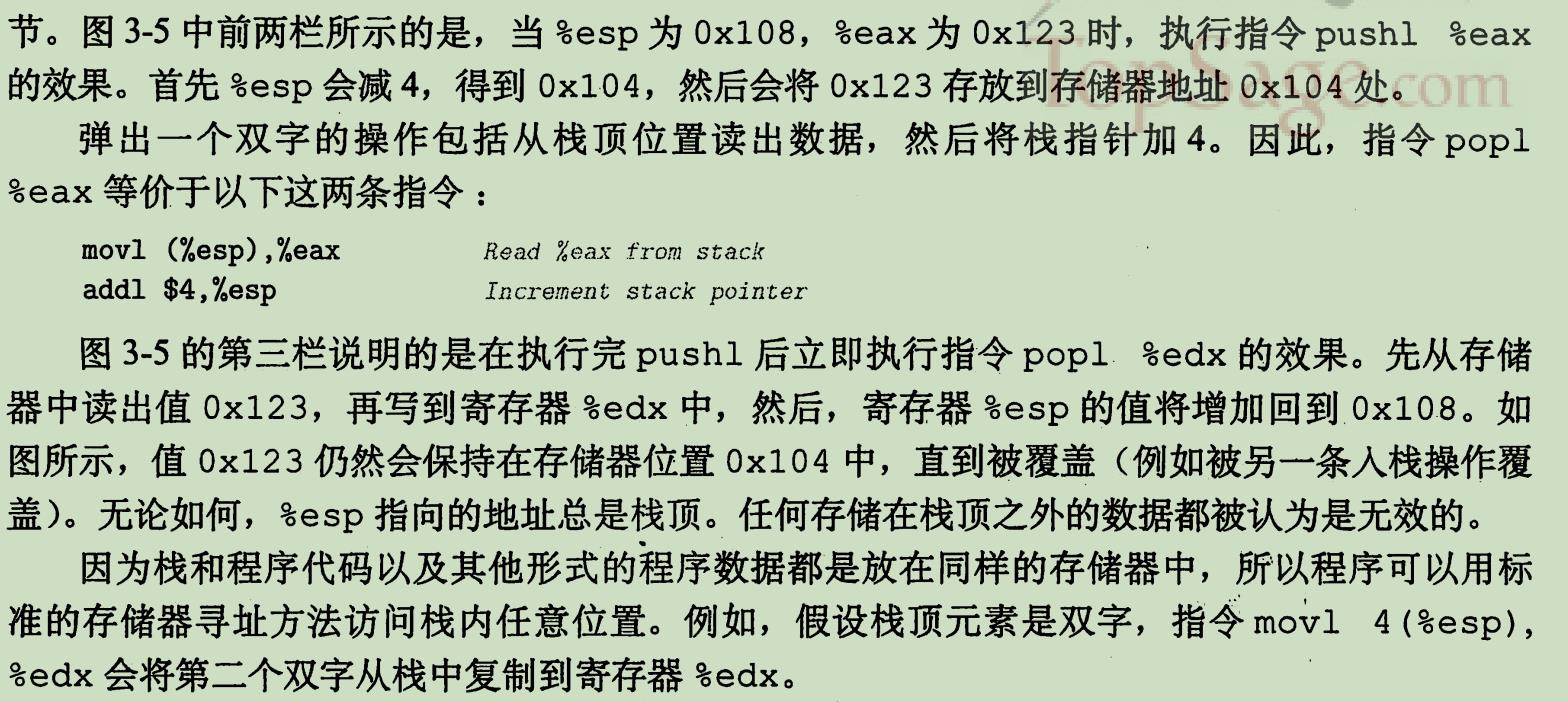 节。图 3-5 中前两栏所示的是，当 %esp 为 0x108，%eax 为 0x123 时，执行指令 pushl %eax
的效果。首先 %esp 会减 4，得到 0x104，然后会将 0x123 存放到存储器地址 0x104 处。
TopSage.com
弹出一个双字的操作包括从栈顶位置读出数据，然后将栈指针加 4。因此，指令 popl
%eax 等价于以下这两条指令：
movl (%esp),%eax Read %eax from stack
addl $4,%esp Increment stack pointer
图 3-5 的第三栏说明的是在执行完 pushl 后立即执行指令 popl %edx 的效果。先从存储
器中读出值 0x123，再写到寄存器 %edx 中，然后，寄存器 %esp 的值将增加回到 0x108。如
图所示，值 0x123 仍然会保持在存储器位置 0x104 中，直到被覆盖（例如被另一条入栈操作覆
盖）。无论如何，%esp 指向的地址总是栈顶。任何存储在栈顶之外的数据都被认为是无效的。
因为栈和程序代码以及其他形式的程序数据都是放在同样的存储器中，所以程序可以用标
准的存储器寻址方法访问栈内任意位置。例如，假设栈顶元素是双字，指令 movl 4(%esp),
%edx 会将第二个双字从栈中复制到寄存器 %edx。